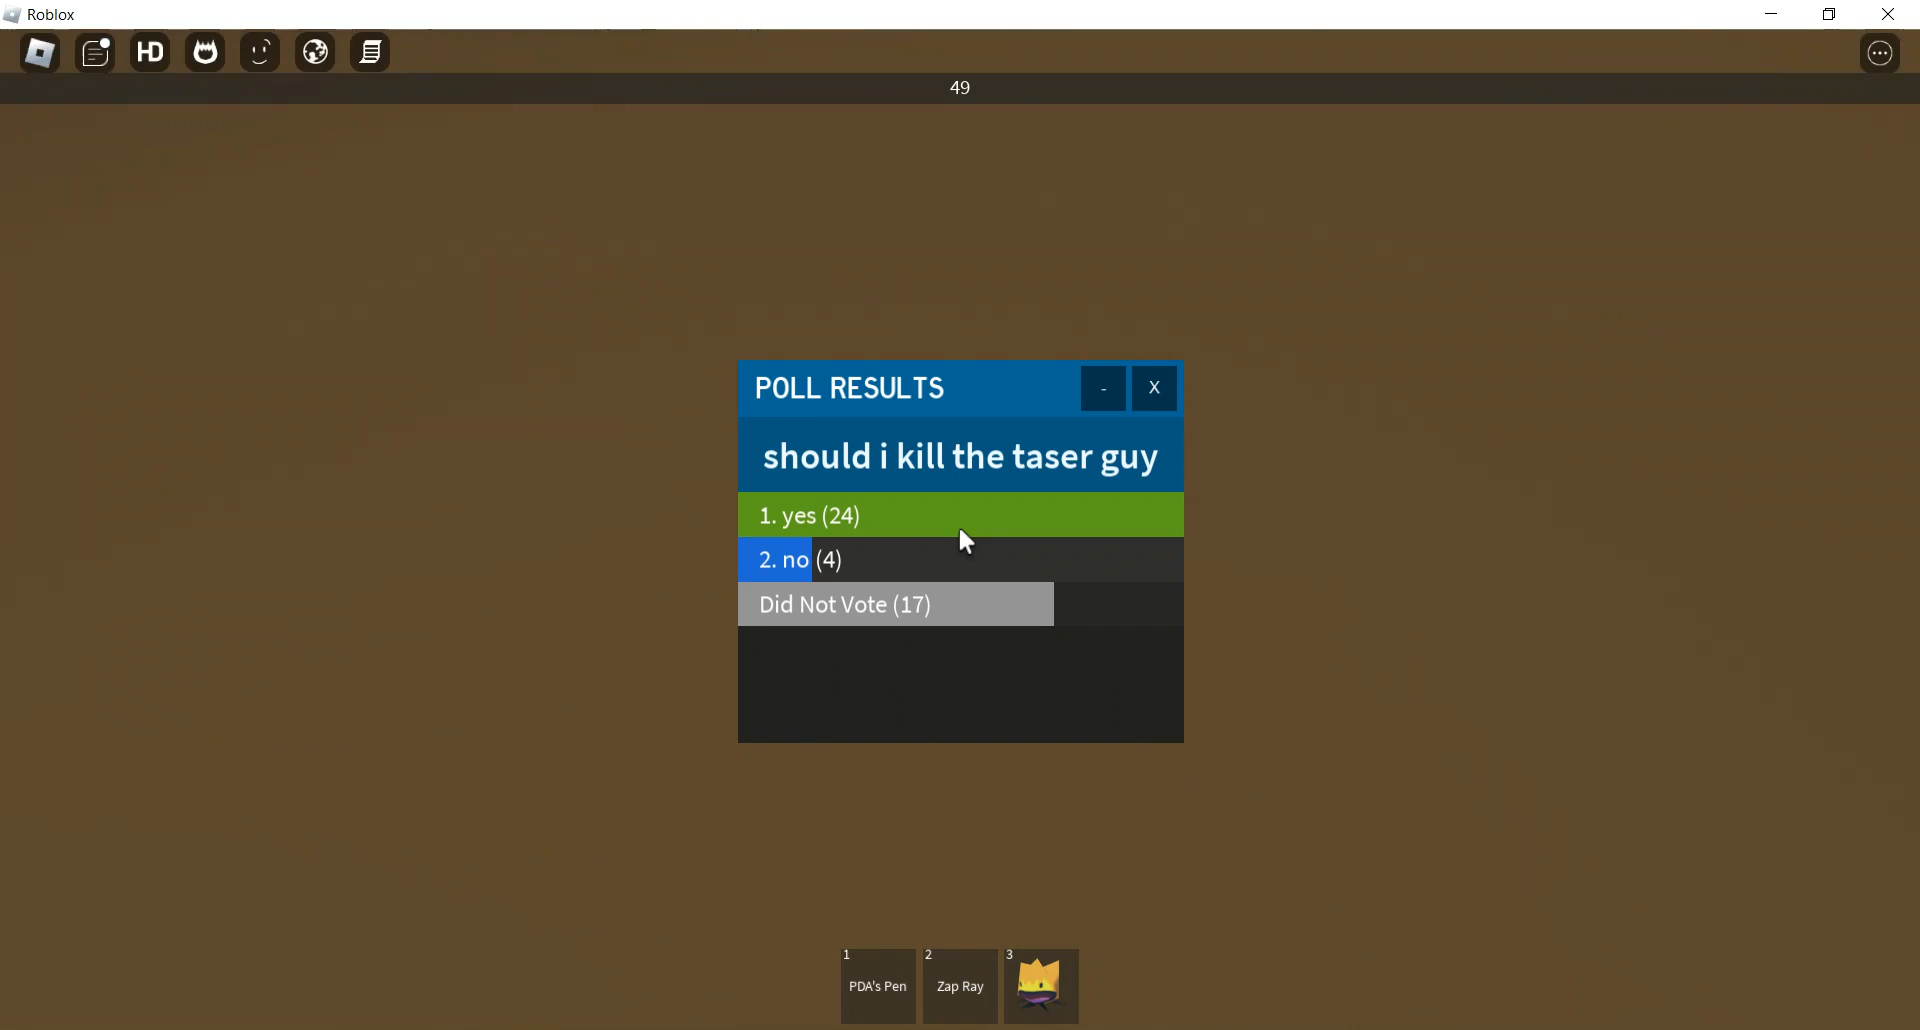 Roblox
HD
49
POLL RESULTS - X
should i kill the taser guy
1. yes (24)
2. no (4)
Did Not Vote (17)
1 2 3
PDA's Pen Zap Ray